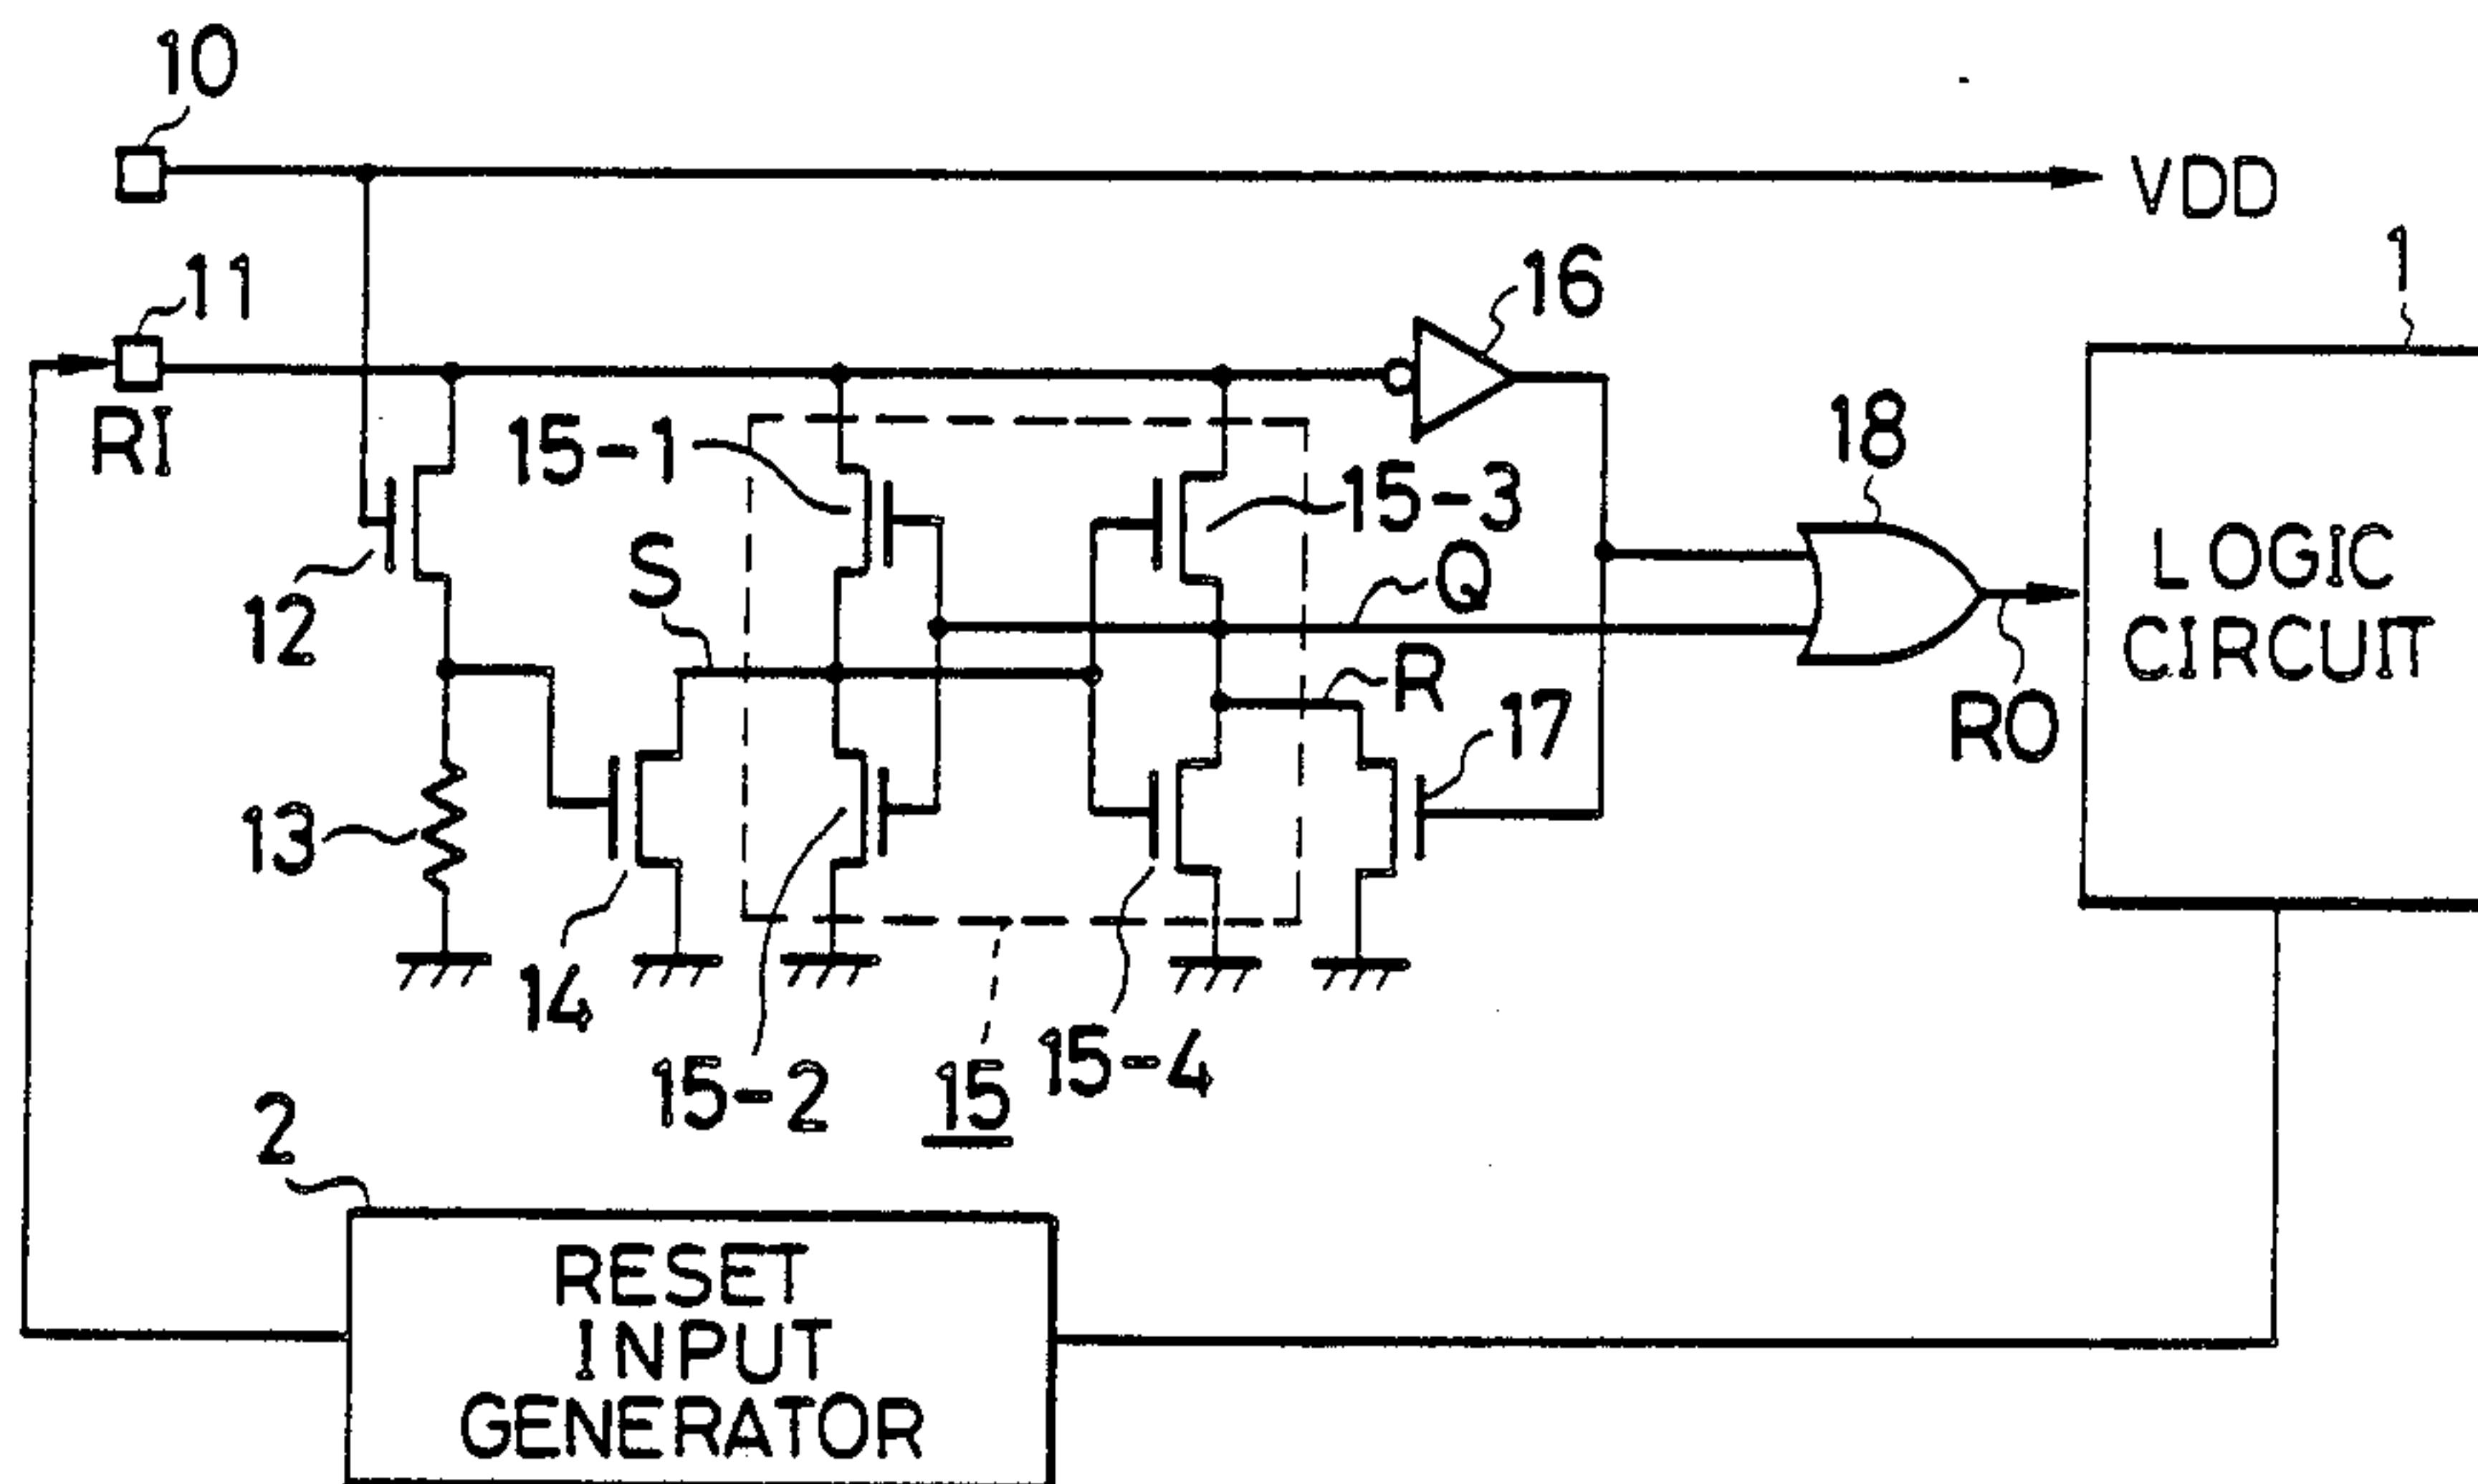 10
VDD
1
11
16
RI
15-1
18
15-3
S
Q
LOGIC
CIRCUIT
12
R
17
RO
13
14
15-2
15
15-4
2
RESET
INPUT
GENERATOR